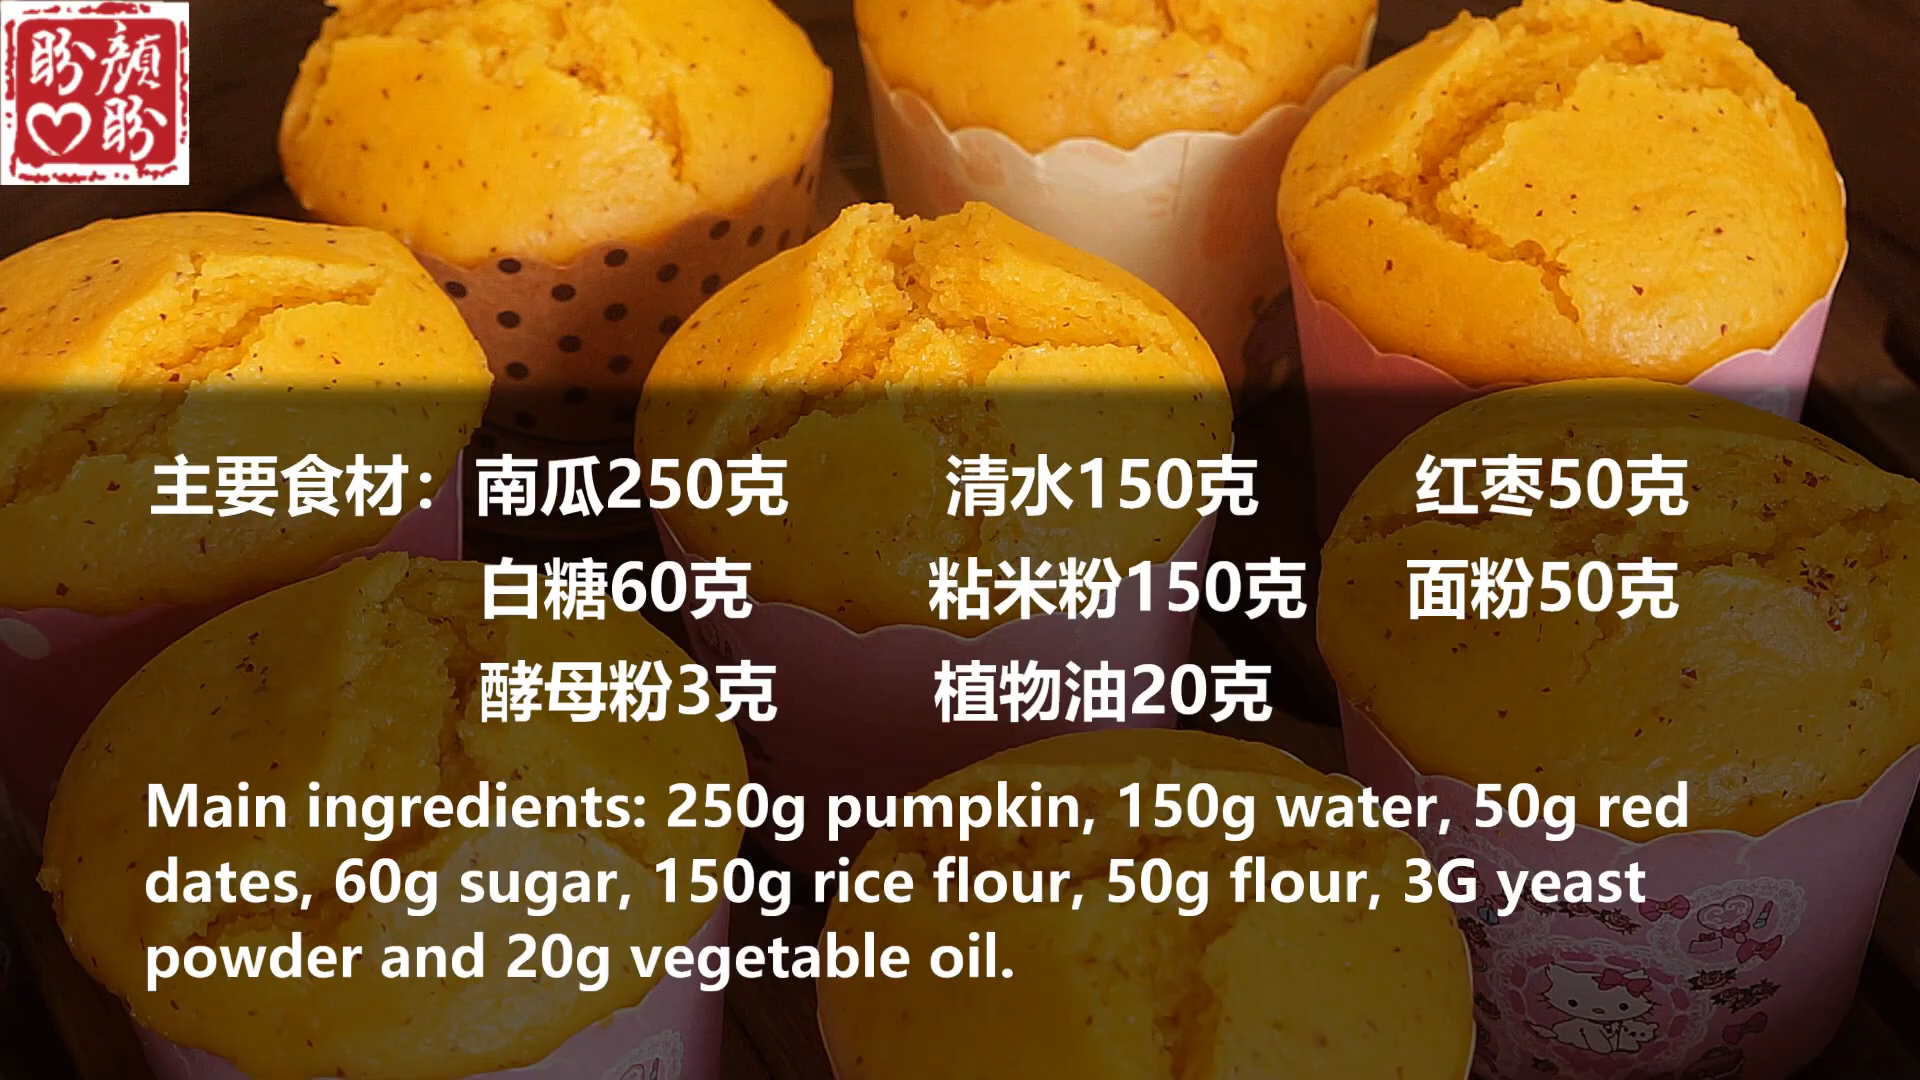 顏盼
盼
主要食材：南瓜250克 清水150克 红枣50克
白糖60克 粘米粉150克 面粉50克
酵母粉3克 植物油20克
Main ingredients: 250g pumpkin, 150g water, 50g red
dates, 60g sugar, 150g rice flour, 50g flour, 3G yeast
powder and 20g vegetable oil.